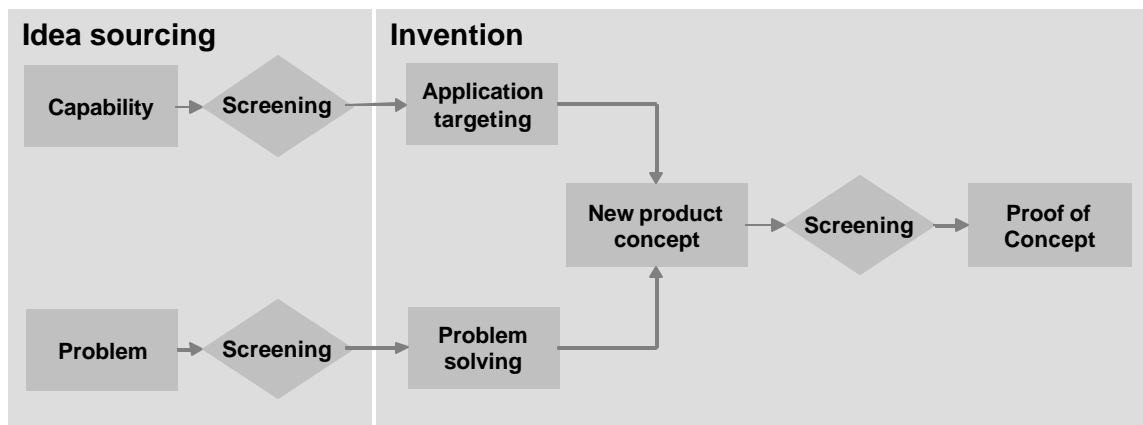 Idea sourcing
Invention
Capability
Screening
Application
targeting
New product
concept
Screening
Proof of
Concept
Problem
Screening
Problem
solving